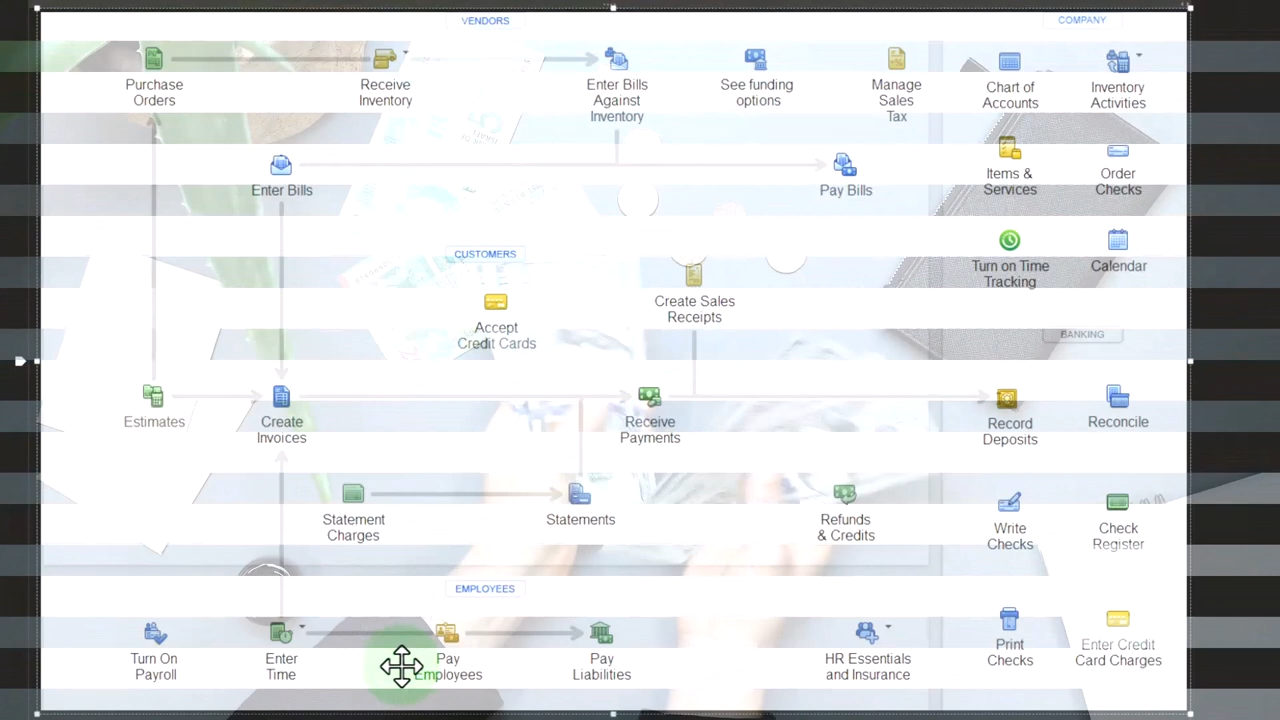 VENDORS
COMPANY
Purchase
Orders
Receive
Inventory
Enter Bills
Against
Inventory
See funding
options
Manage
Sales
Tax
Chart of
Accounts
Inventory
Activities
Enter Bills
Pay Bills
Items &
Services
Order
Checks
CUSTOMERS
Turn on Time
Tracking
Calendar
Accept
Credit Cards
Create Sales
Receipts
BANKING
Estimates
Create
Invoices
Receive
Payments
Record
Deposits
Reconcile
Statement
Charges
Statements
Refunds
& Credits
Write
Checks
Check
Register
EMPLOYEES
Turn On
Payroll
Enter
Time
Pay
Employees
Pay
Liabilities
HR Essentials
and Insurance
Print
Checks
Enter Credit
Card Charges